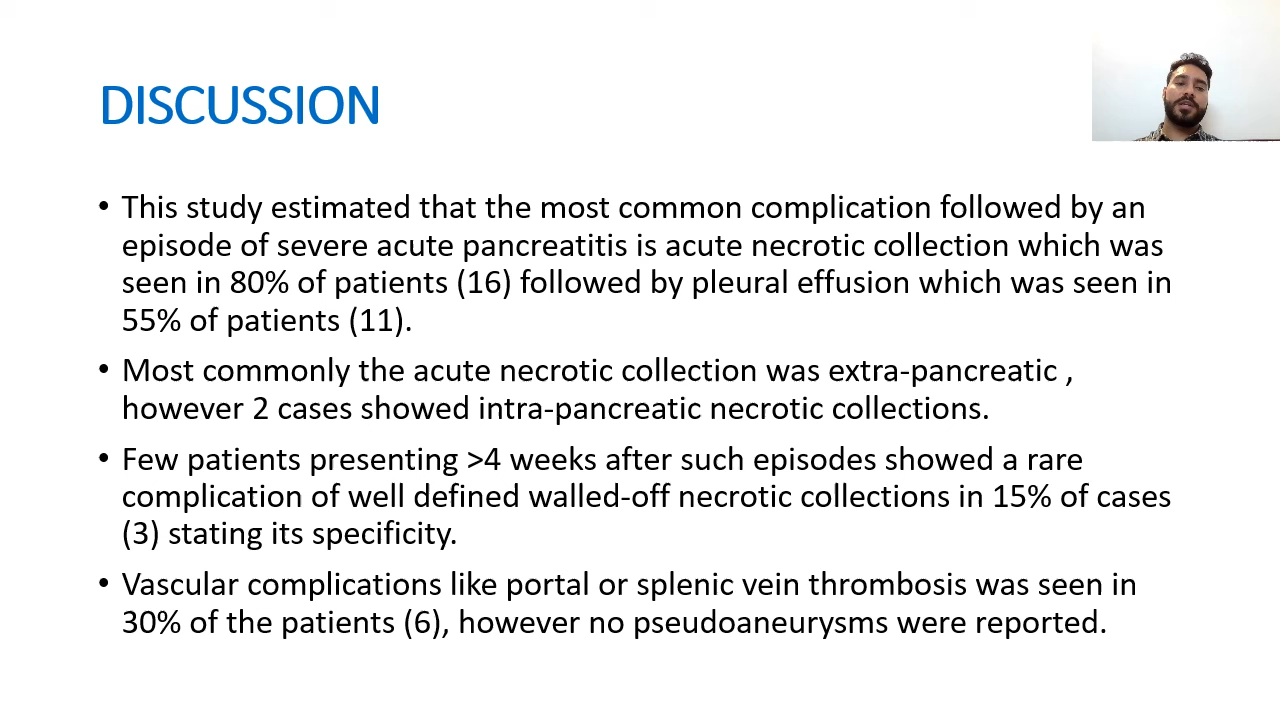 DISCUSSION
• This study estimated that the most common complication followed by an
episode of severe acute pancreatitis is acute necrotic collection which was
seen in 80% of patients (16) followed by pleural effusion which was seen in
55% of patients (11).
• Most commonly the acute necrotic collection was extra-pancreatic ,
however 2 cases showed intra-pancreatic necrotic collections.
• Few patients presenting >4 weeks after such episodes showed a rare
complication of well defined walled-off necrotic collections in 15% of cases
(3) stating its specificity.
• Vascular complications like portal or splenic vein thrombosis was seen in
30% of the patients (6), however no pseudoaneurysms were reported.